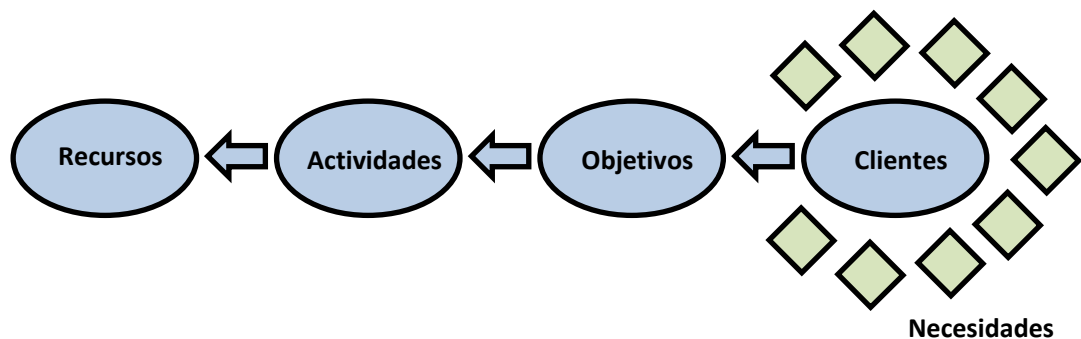 Recursos
Actividades
Objetivos
Clientes
Necesidades